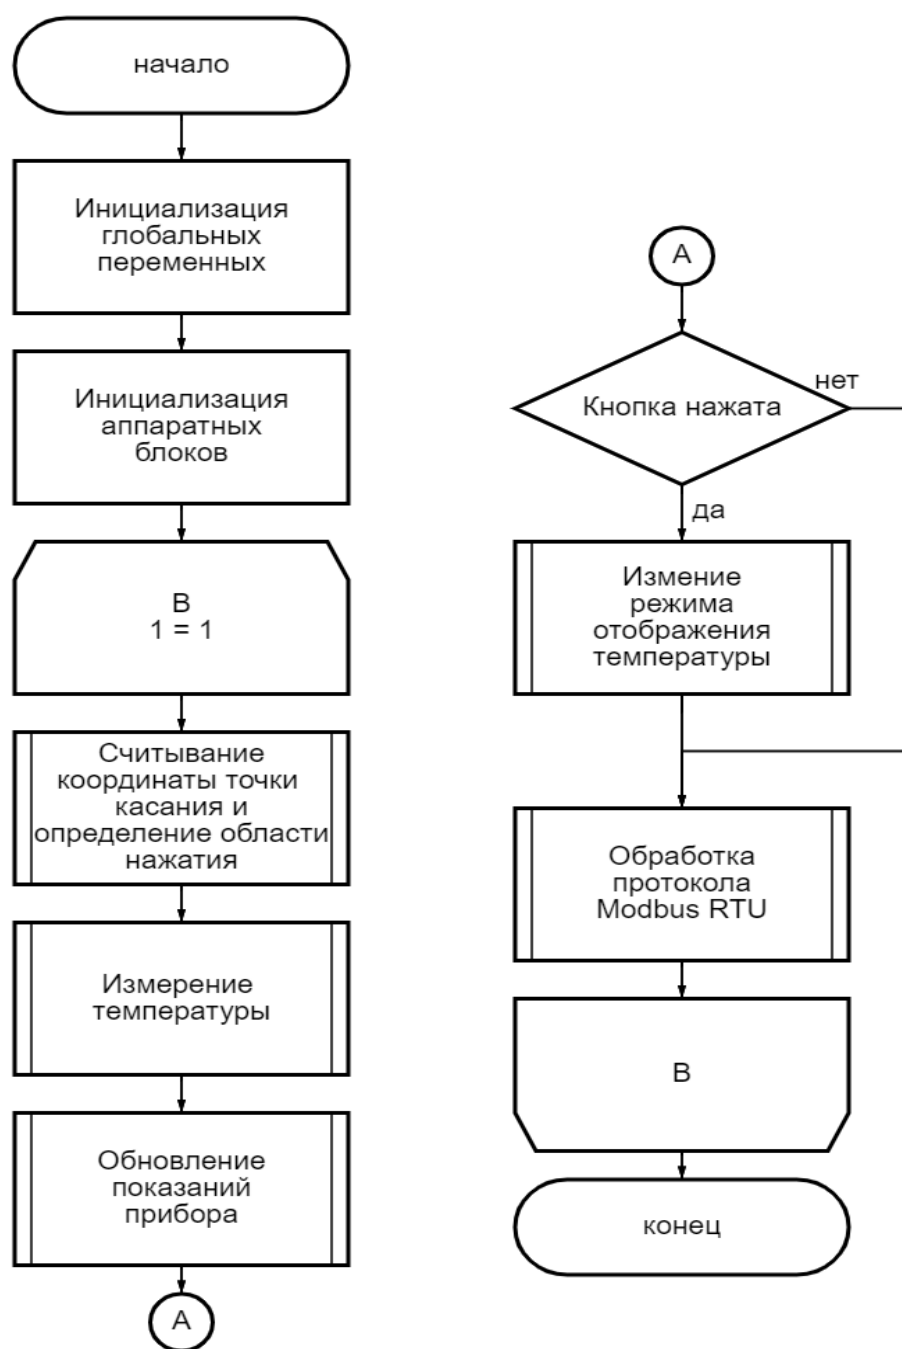 начало
Инициализация
глобальных
переменных
Инициализация
аппаратных
блоков
В
1 = 1
Считывание
координаты точки
касания и
определение области
нажатия
Измерение
температуры
Обновление
показаний
прибора
А
А
Кнопка нажата
нет
да
Измение
режима
отображения
температуры
Обработка
протокола
Modbus RTU
В
конец